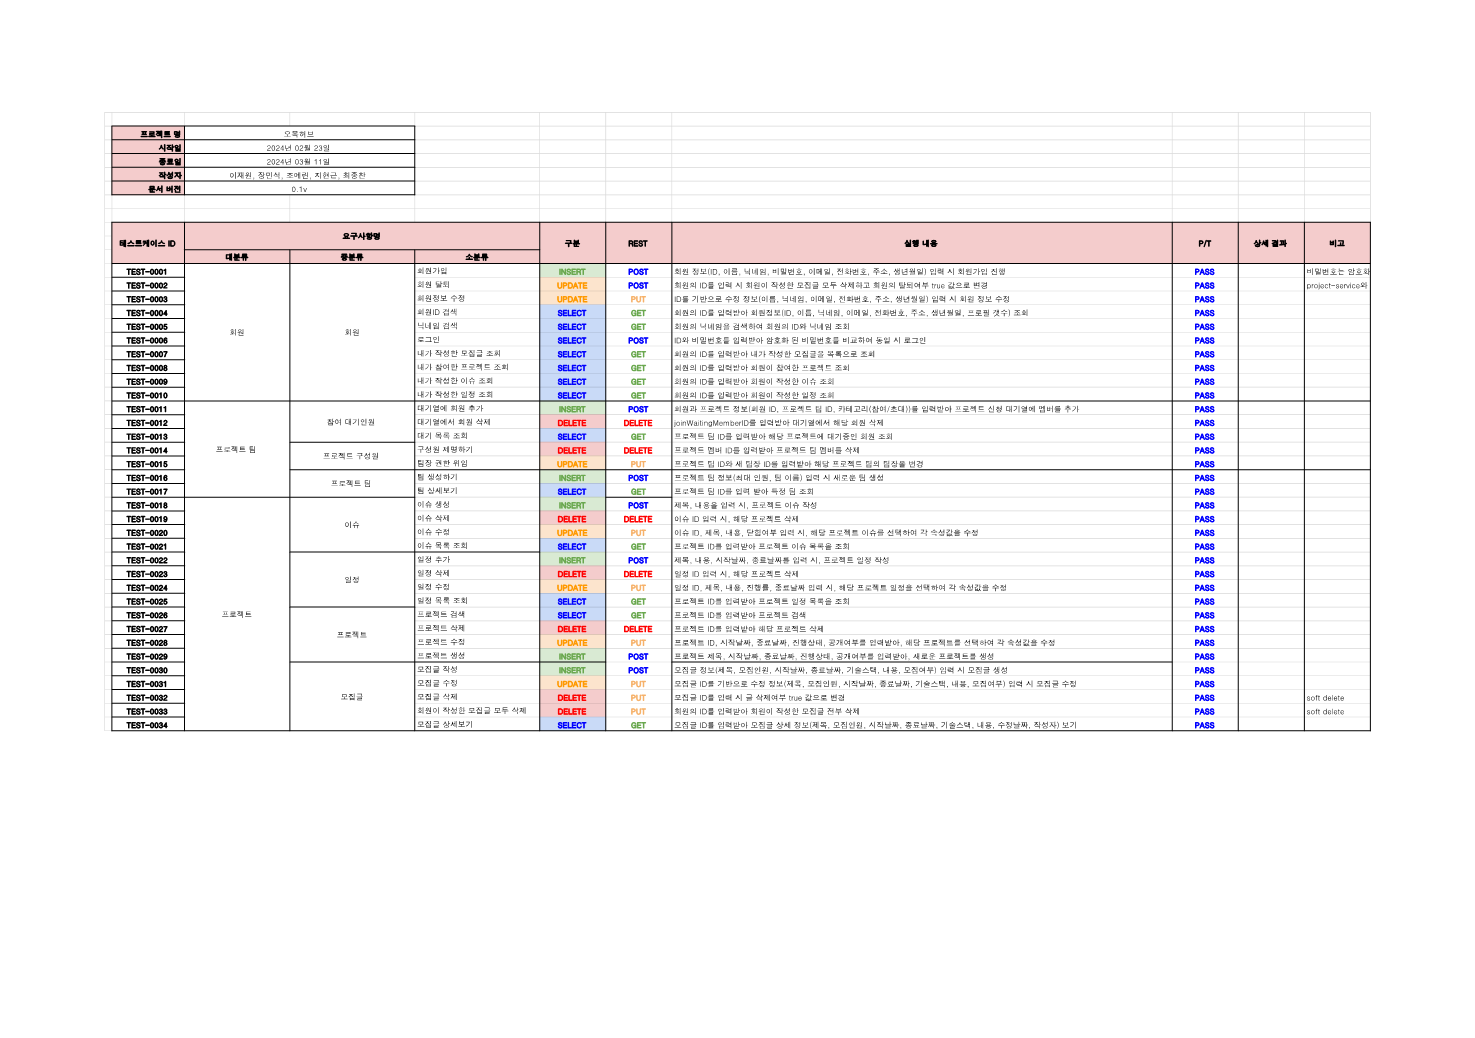 프로젝트 명 오목허브
시작일 2024년 02월 23일
종료일 2024년 03월 11일
작성자 이재원, 장민석, 조예린, 지현근, 최종찬
문서 버전 0.1v
테스트케이스 ID 요구사항명 구분 REST 실행 내용 P/T 상세 결과 비고
대분류 중분류 소분류
TEST-0001 회원 회원 회원가입 INSERT POST 회원 정보(ID, 이름, 닉네임, 비밀번호, 이메일, 전화번호, 주소, 생년월일) 입력 시 회원가입 진행 PASS 비밀번호는 암호화
TEST-0002 회원 탈퇴 UPDATE POST 회원의 ID를 입력 시 회원이 작성한 모집글 모두 삭제하고 회원의 탈퇴여부 true 값으로 변경 PASS project-service와
TEST-0003 회원정보 수정 UPDATE PUT ID를 기반으로 수정 정보(이름, 닉네임, 이메일, 전화번호, 주소, 생년월일) 입력 시 회원 정보 수정 PASS
TEST-0004 회원ID 검색 SELECT GET 회원의 ID를 입력받아 회원정보(ID, 이름, 닉네임, 이메일, 전화번호, 주소, 생년월일, 프로필 갯수) 조회 PASS
TEST-0005 닉네임 검색 SELECT GET 회원의 닉네임을 검색하여 회원의 ID와 닉네임 조회 PASS
TEST-0006 로그인 SELECT POST ID와 비밀번호를 입력받아 암호화 된 비밀번호를 비교하여 동일 시 로그인 PASS
TEST-0007 내가 작성한 모집글 조회 SELECT GET 회원의 ID를 입력받아 내가 작성한 모집글을 목록으로 조회 PASS
TEST-0008 내가 참여한 프로젝트 조회 SELECT GET 회원의 ID를 입력받아 회원이 참여한 프로젝트 조회 PASS
TEST-0009 내가 작성한 이슈 조회 SELECT GET 회원의 ID를 입력받아 회원이 작성한 이슈 조회 PASS
TEST-0010 내가 작성한 일정 조회 SELECT GET 회원의 ID를 입력받아 회원이 작성한 일정 조회 PASS
TEST-0011 프로젝트 팀 참여 대기인원 대기열에 회원 추가 INSERT POST 회원과 프로젝트 정보(회원 ID, 프로젝트 팀 ID, 카테고리(참여/초대))를 입력받아 프로젝트 신청 대기열에 멤버를 추가 PASS
TEST-0012 대기열에서 회원 삭제 DELETE DELETE joinWaitingMemberID를 입력받아 대기열에서 해당 회원 삭제 PASS
TEST-0013 대기 목록 조회 SELECT GET 프로젝트 팀 ID를 입력받아 해당 프로젝트에 대기중인 회원 조회 PASS
TEST-0014 프로젝트 구성원 구성원 제명하기 DELETE DELETE 프로젝트 멤버 ID를 입력받아 프로젝트 팀 멤버를 삭제 PASS
TEST-0015 팀장 권한 위임 UPDATE PUT 프로젝트 팀 ID와 새 팀장 ID를 입력받아 해당 프로젝트 팀의 팀장을 변경 PASS
TEST-0016 프로젝트 팀 팀 생성하기 INSERT POST 프로젝트 팀 정보(최대 인원, 팀 이름) 입력 시 새로운 팀 생성 PASS
TEST-0017 팀 상세보기 SELECT GET 프로젝트 팀 ID를 입력 받아 특정 팀 조회 PASS
TEST-0018 프로젝트 이슈 이슈 생성 INSERT POST 제목, 내용을 입력 시, 프로젝트 이슈 작성 PASS
TEST-0019 이슈 삭제 DELETE DELETE 이슈 ID 입력 시, 해당 프로젝트 삭제 PASS
TEST-0020 이슈 수정 UPDATE PUT 이슈 ID, 제목, 내용, 닫힘여부 입력 시, 해당 프로젝트 이슈를 선택하여 각 속성값을 수정 PASS
TEST-0021 이슈 목록 조회 SELECT GET 프로젝트 ID를 입력받아 프로젝트 이슈 목록을 조회 PASS
TEST-0022 일정 일정 추가 INSERT POST 제목, 내용, 시작날짜, 종료날짜를 입력 시, 프로젝트 일정 작성 PASS
TEST-0023 일정 삭제 DELETE DELETE 일정 ID 입력 시, 해당 프로젝트 삭제 PASS
TEST-0024 일정 수정 UPDATE PUT 일정 ID, 제목, 내용, 진행률, 종료날짜 입력 시, 해당 프로젝트 일정을 선택하여 각 속성값을 수정 PASS
TEST-0025 일정 목록 조회 SELECT GET 프로젝트 ID를 입력받아 프로젝트 일정 목록을 조회 PASS
TEST-0026 프로젝트 프로젝트 검색 SELECT GET 프로젝트 ID를 입력받아 프로젝트 검색 PASS
TEST-0027 프로젝트 삭제 DELETE DELETE 프로젝트 ID를 입력받아 해당 프로젝트 삭제 PASS
TEST-0028 프로젝트 수정 UPDATE PUT 프로젝트 ID, 시작날짜, 종료날짜, 진행상태, 공개여부를 입력받아, 해당 프로젝트를 선택하여 각 속성값을 수정 PASS
TEST-0029 프로젝트 생성 INSERT POST 프로젝트 제목, 시작날짜, 종료날짜, 진행상태, 공개여부를 입력받아, 새로운 프로젝트를 생성 PASS
TEST-0030 모집글 모집글 작성 INSERT POST 모집글 정보(제목, 모집인원, 시작날짜, 종료날짜, 기술스택, 내용, 모집여부) 입력 시 모집글 생성 PASS
TEST-0031 모집글 수정 UPDATE PUT 모집글 ID를 기반으로 수정 정보(제목, 모집인원, 시작날짜, 종료날짜, 기술스택, 내용, 모집여부) 입력 시 모집글 수정 PASS
TEST-0032 모집글 삭제 DELETE PUT 모집글 ID를 입력 시 글 삭제여부 true 값으로 변경 PASS soft delete
TEST-0033 회원이 작성한 모집글 모두 삭제 DELETE PUT 회원의 ID를 입력받아 회원이 작성한 모집글 전부 삭제 PASS soft delete
TEST-0034 모집글 상세보기 SELECT GET 모집글 ID를 입력받아 모집글 상세 정보(제목, 모집인원, 시작날짜, 종료날짜, 기술스택, 내용, 수정날짜, 작성자) 보기 PASS